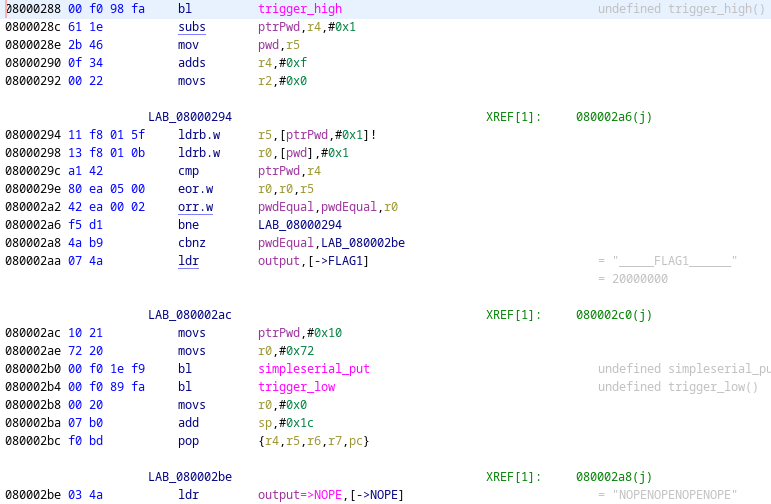 08000288 00 f0 98 fa bl trigger_high undefined trigger_high()
0800028c 61 1e subs ptrPwd,r4,#0x1
0800028e 2b 46 mov pwd,r5
08000290 0f 34 adds r4,#0xf
08000292 00 22 movs r2,#0x0
LAB_08000294 XREF[1]: 080002a6(j)
08000294 11 f8 01 5f ldrb.w r5,[ptrPwd,#0x1]!
08000298 13 f8 01 0b ldrb.w r0,[pwd],#0x1
0800029c a1 42 cmp ptrPwd,r4
0800029e 80 ea 05 00 eor.w r0,r0,r5
080002a2 42 ea 00 02 orr.w pwdEqual,pwdEqual,r0
080002a6 f5 d1 bne LAB_08000294
080002a8 4a b9 cbnz pwdEqual,LAB_080002be
080002aa 07 4a ldr output,[->FLAG1] = "_____FLAG1______"
= 20000000
LAB_080002ac XREF[1]: 080002c0(j)
080002ac 10 21 movs ptrPwd,#0x10
080002ae 72 20 movs r0,#0x72
080002b0 00 f0 1e f9 bl simpleserial_put undefined simpleserial_pu
080002b4 00 f0 89 fa bl trigger_low undefined trigger_low()
080002b8 00 20 movs r0,#0x0
080002ba 07 b0 add sp,#0x1c
080002bc f0 bd pop {r4,r5,r6,r7,pc}
LAB_080002be XREF[1]: 080002a8(j)
080002be 03 4a ldr output=>NOPE,[->NOPE] = "NOPENOPENOPENOPE"